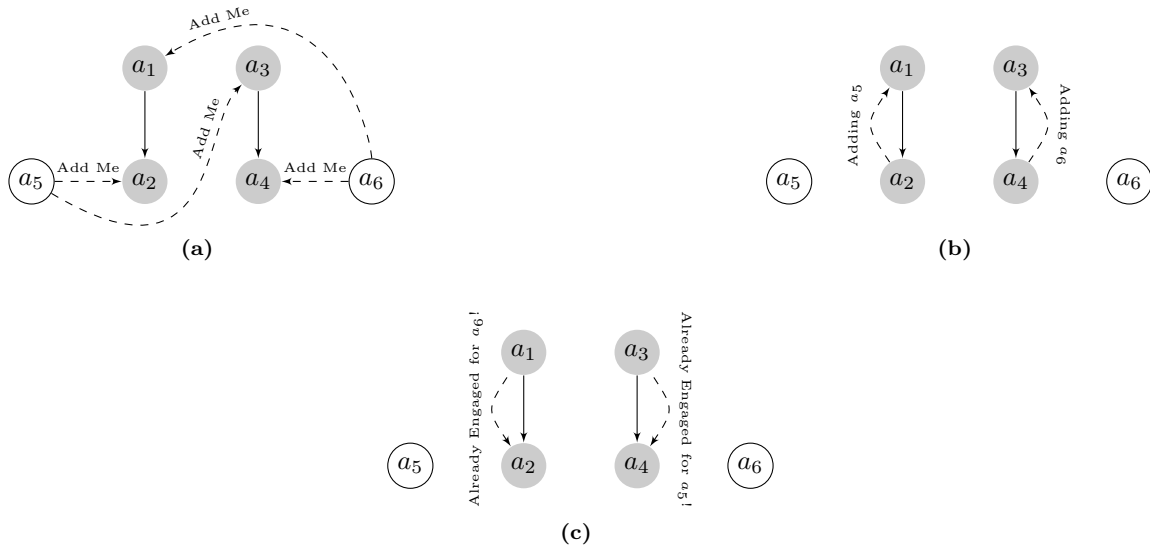 Add Me
a1
a3
Add Me
a5
Add Me
a2
a4
Add Me
a6
(a)
a1
a3
Adding a5
Adding a6
a5
a2
a4
a6
(b)
Already Engaged for a6!
a1
a3
Already Engaged for a5!
a5
a2
a4
a6
(c)